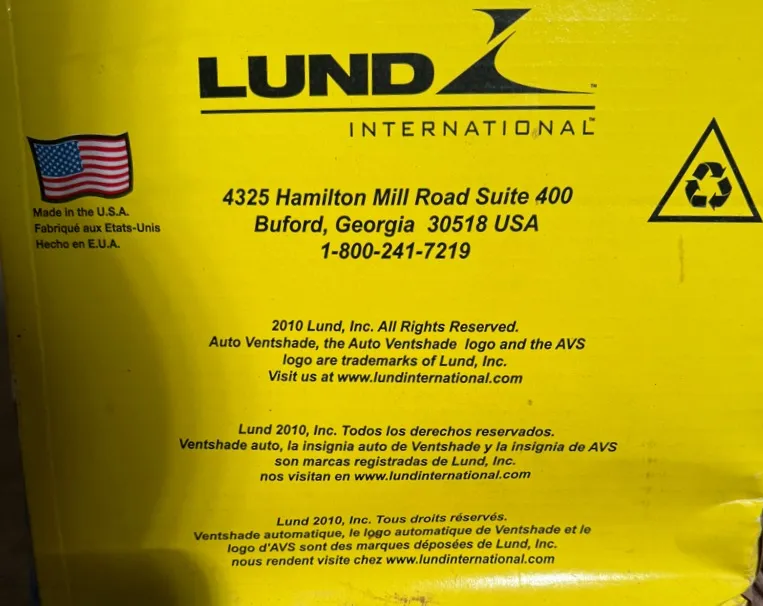 LUND
INTERNATIONAL™
Made in the U.S.A.
Fabriqué aux Etats-Unis
Hecho en E.U.A.
4325 Hamilton Mill Road Suite 400
Buford, Georgia 30518 USA
1-800-241-7219
2010 Lund, Inc. All Rights Reserved.
Auto Ventshade, the Auto Ventshade logo and the AVS
logo are trademarks of Lund, Inc.
Visit us at www.lundinternational.com
Lund 2010, Inc. Todos los derechos reservados.
Ventshade auto, la insignia auto de Ventshade y la insignia de AVS
son marcas registradas de Lund, Inc.
nos visitan en www.lundinternational.com
Lund 2010, Inc. Tous droits réservés.
Ventshade automatique, le logo automatique de Ventshade et le
logo d'AVS sont des marques déposées de Lund, Inc.
nous rendent visite chez www.lundinternational.com